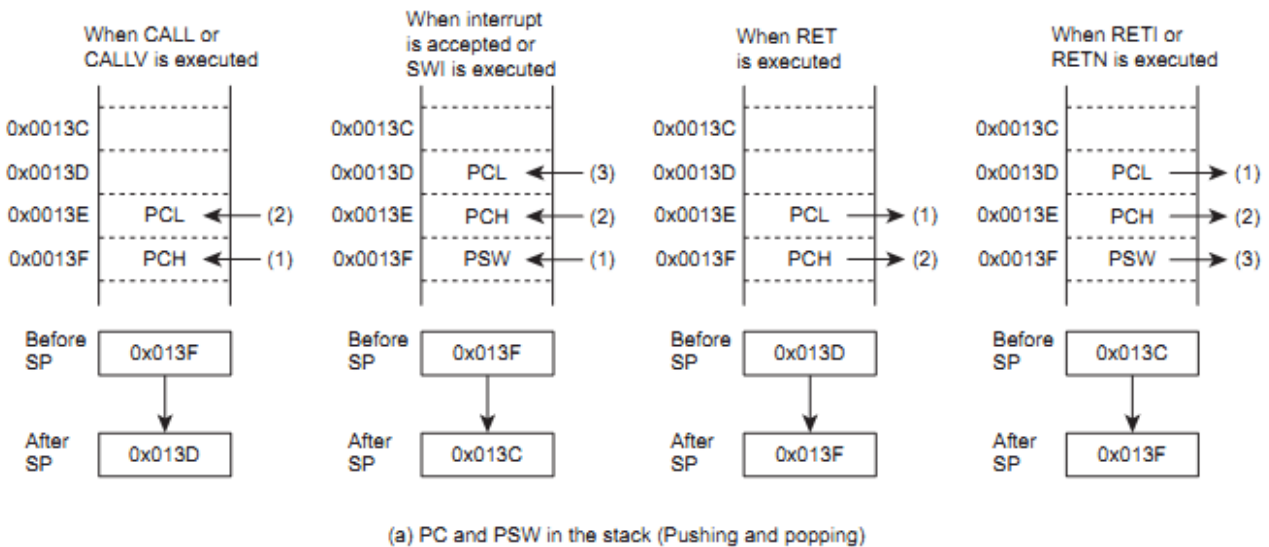 When CALL or
CALLV is executed
0x0013C
0x0013D
0x0013E PCL (2)
0x0013F PCH (1)
Before
SP
0x013F
After
SP
0x013D
When interrupt
is accepted or
SWI is executed
0x0013C
0x0013D PCL (3)
0x0013E PCH (2)
0x0013F PSW (1)
Before
SP
0x013F
After
SP
0x013C
When RET
is executed
0x0013C
0x0013D
0x0013E PCL (1)
0x0013F PCH (2)
Before
SP
0x013D
After
SP
0x013F
When RETI or
RETN is executed
0x0013C
0x0013D PCL (1)
0x0013E PCH (2)
0x0013F PSW (3)
Before
SP
0x013C
After
SP
0x013F
(a) PC and PSW in the stack (Pushing and popping)